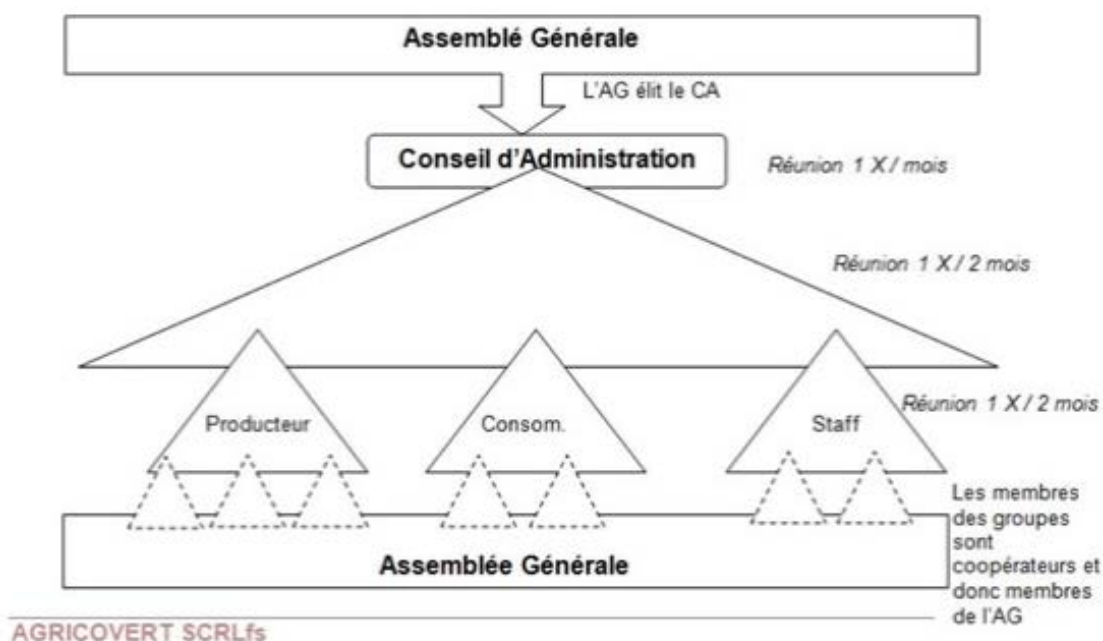 Assemblé Générale
L'AG élit le CA
Conseil d'Administration
Réunion 1 X / mois
Réunion 1 X / 2 mois
Producteur
Consom.
Staff
Réunion 1 X / 2 mois
Les membres
des groupes
sont
coopérateurs et
donc membres
de l'AG
Assemblée Générale
AGRICOVERT SCRLfs